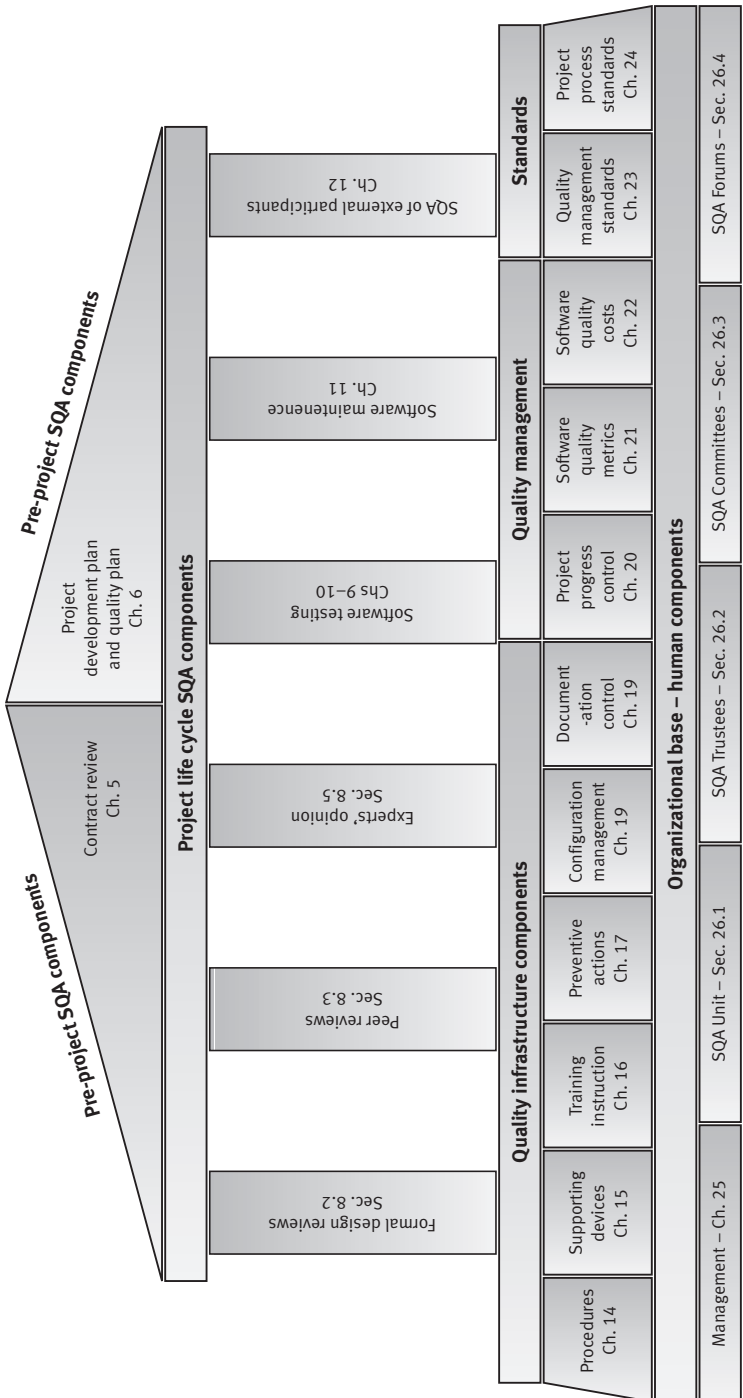 Pre-project SQA components
Pre-project SQA components
Contract review
Ch. 5
Project
development plan
and quality plan
Ch. 6
Project life cycle SQA components
Formal design reviews
Sec. 8.2
Peer reviews
Sec. 8.3
Experts’ opinion
Sec. 8.5
Software testing
Chs 9–10
Software maintenence
Ch. 11
SQA of external participants
Ch. 12
Quality infrastructure components
Quality management
Standards
Procedures
Ch. 14
Supporting
devices
Ch. 15
Training
instruction
Ch. 16
Preventive
actions
Ch. 17
Configuration
management
Ch. 19
Document
-ation
control
Ch. 19
Project
progress
control
Ch. 20
Software
quality
metrics
Ch. 21
Software
quality
costs
Ch. 22
Quality
management
standards
Ch. 23
Project
process
standards
Ch. 24
Organizational base – human components
Management – Ch. 25
SQA Unit – Sec. 26.1
SQA Trustees – Sec. 26.2
SQA Committees – Sec. 26.3
SQA Forums – Sec. 26.4